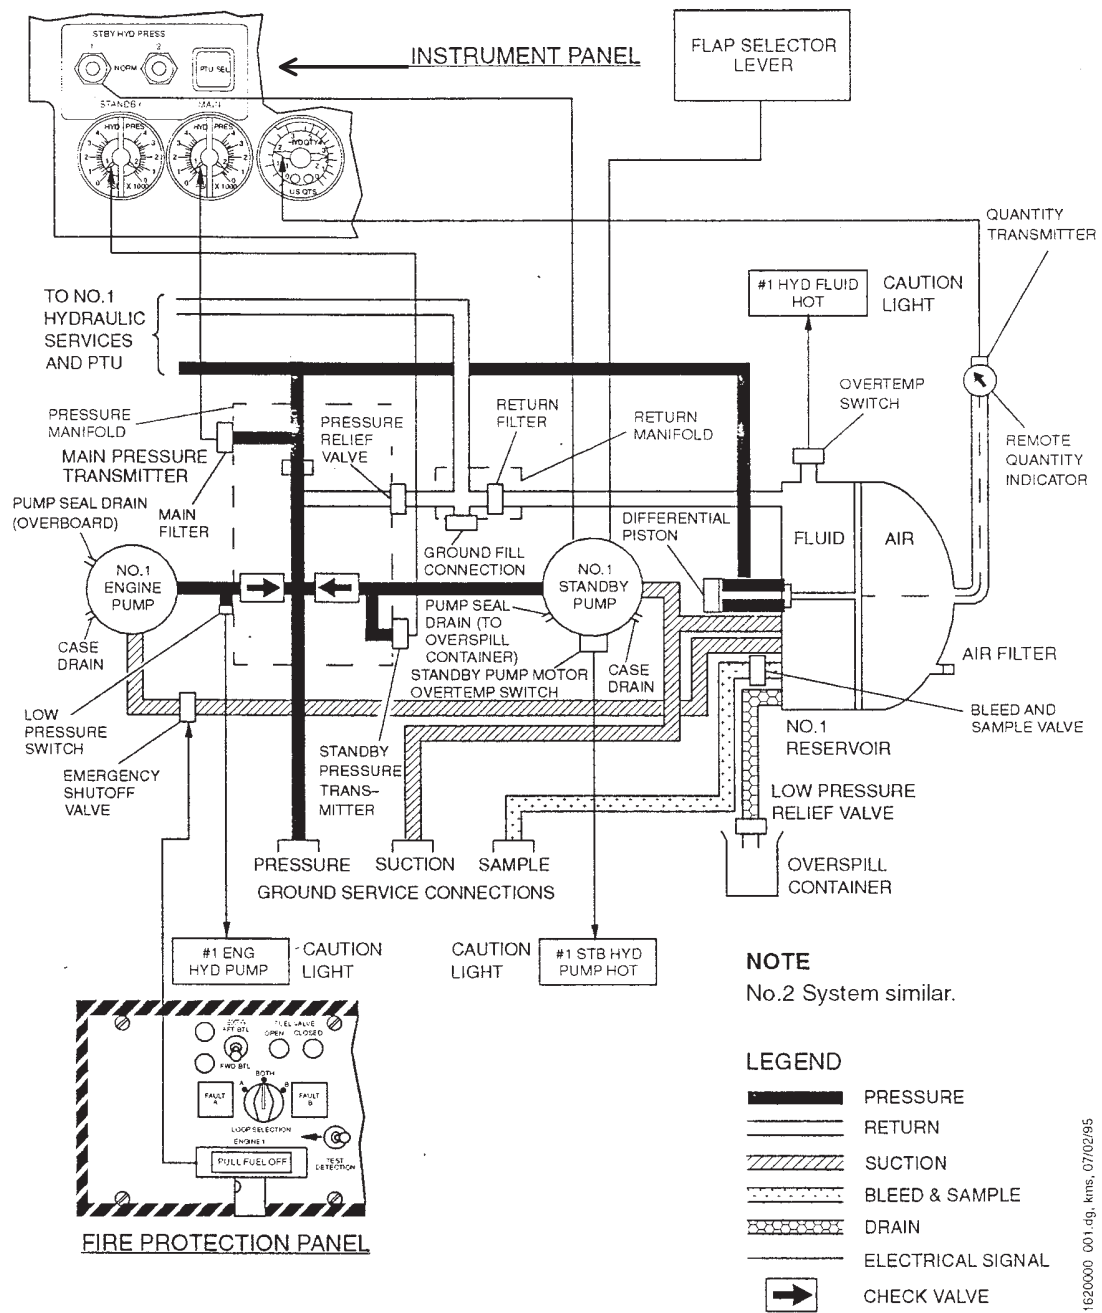 STBY HYD PRESS
1
2
NORM
PTU SEL
STANDBY
MAIN
HYD PRES
HYD PRES
HYD QTY
X 1000
X 1000
US QTS
INSTRUMENT PANEL
FLAP SELECTOR
LEVER
QUANTITY
TRANSMITTER
#1 HYD FLUID
HOT
CAUTION
LIGHT
TO NO.1
HYDRAULIC
SERVICES
AND PTU
OVERTEMP
SWITCH
PRESSURE
MANIFOLD
MAIN PRESSURE
TRANSMITTER
PRESSURE
RELIEF
VALVE
RETURN
FILTER
RETURN
MANIFOLD
REMOTE
QUANTITY
INDICATOR
PUMP SEAL DRAIN
(OVERBOARD)
MAIN
FILTER
DIFFERENTIAL
PISTON
FLUID
AIR
GROUND FILL
CONNECTION
NO.1
ENGINE
PUMP
NO.1
STANDBY
PUMP
PUMP SEAL
DRAIN (TO
OVERSPILL
CONTAINER)
CASE
DRAIN
STANDBY PUMP MOTOR
OVERTEMP SWITCH
CASE
DRAIN
AIR FILTER
LOW
PRESSURE
SWITCH
BLEED AND
SAMPLE VALVE
NO.1
RESERVOIR
STANDBY
PRESSURE
TRANS-
MITTER
EMERGENCY
SHUTOFF
VALVE
LOW PRESSURE
RELIEF VALVE
PRESSURE
SUCTION
SAMPLE
GROUND SERVICE CONNECTIONS
OVERSPILL
CONTAINER
#1 ENG
HYD PUMP
CAUTION
LIGHT
CAUTION
LIGHT
#1 STB HYD
PUMP HOT
NOTE
No.2 System similar.
EXTG
AFT BTL
FUEL VALVE
OPEN CLOSED
FWD BTL
BOTH
A
B
FAULT
A
FAULT
B
LOOP SELECTION
ENGINE 1
PULL FUEL OFF
TEST
DETECTION
FIRE PROTECTION PANEL
LEGEND
PRESSURE
RETURN
SUCTION
BLEED & SAMPLE
DRAIN
ELECTRICAL SIGNAL
CHECK VALVE
1620000 001.dg, kms, 07/02/95